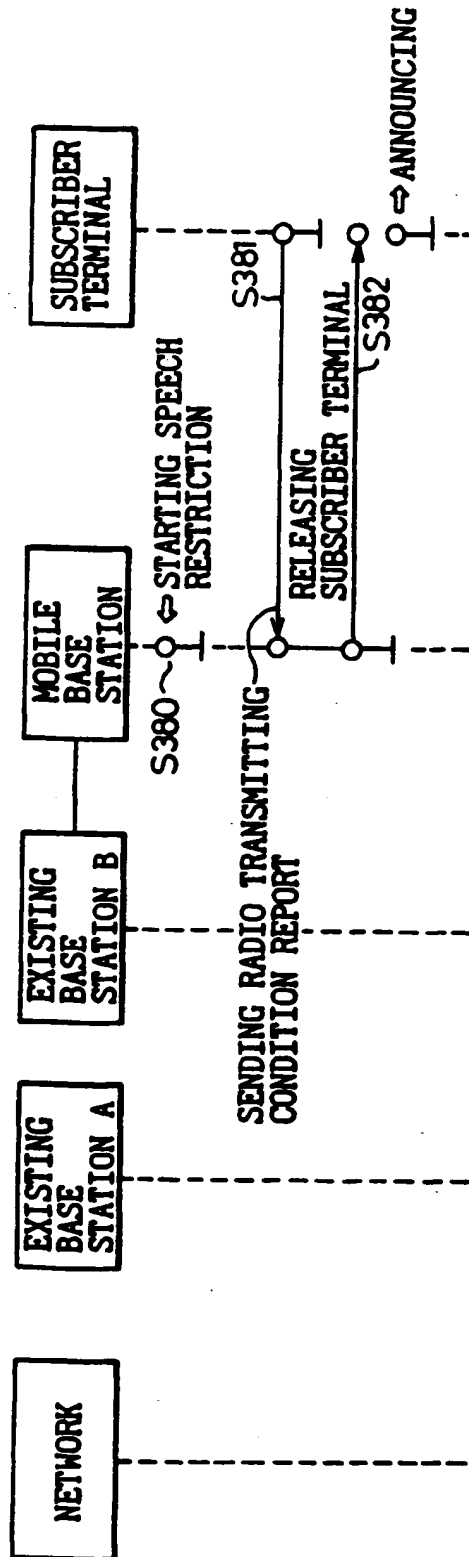 NETWORK
EXISTING
BASE
STATION A
EXISTING
BASE
STATION B
MOBILE
BASE
STATION
SUBSCRIBER
TERMINAL
S380
⇦STARTING SPEECH
RESTRICTION
SENDING RADIO TRANSMITTING
CONDITION REPORT
S381
RELEASING
SUBSCRIBER TERMINAL
S382
⇨ANNOUNCING